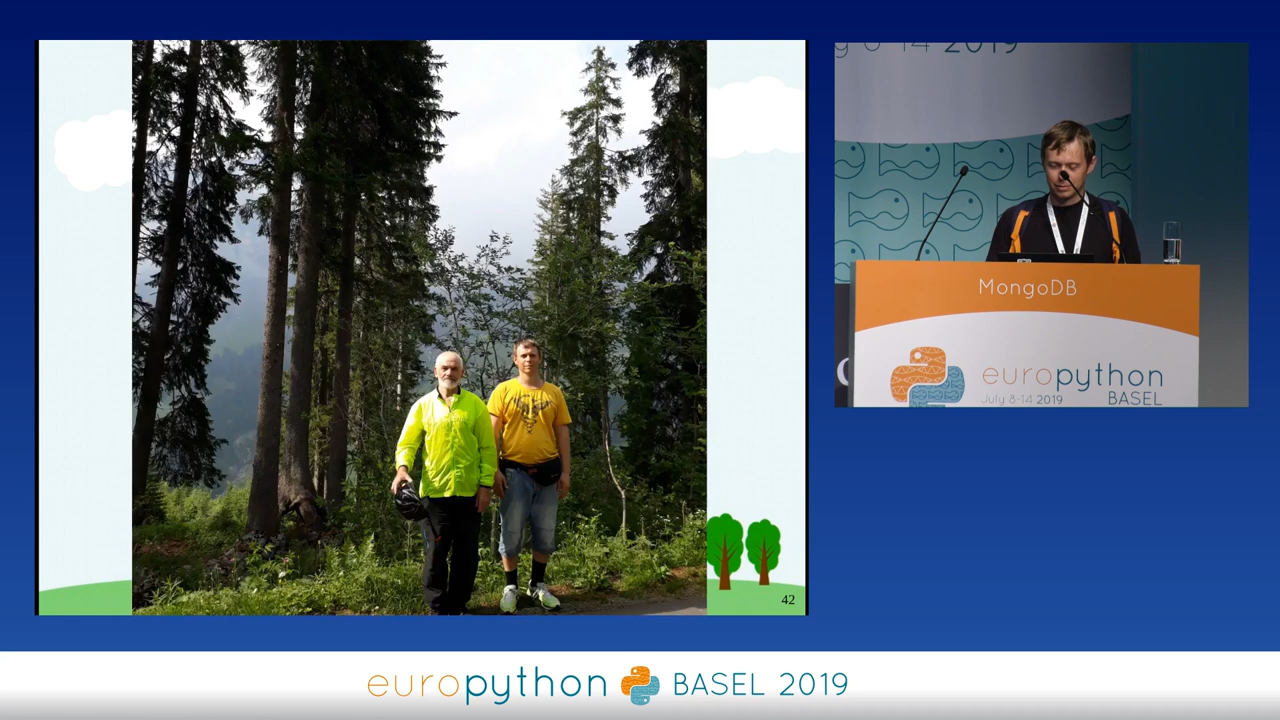 42
8-14 2019
MongoDB
europython
July 8-14 2019
BASEL
europython BASEL 2019